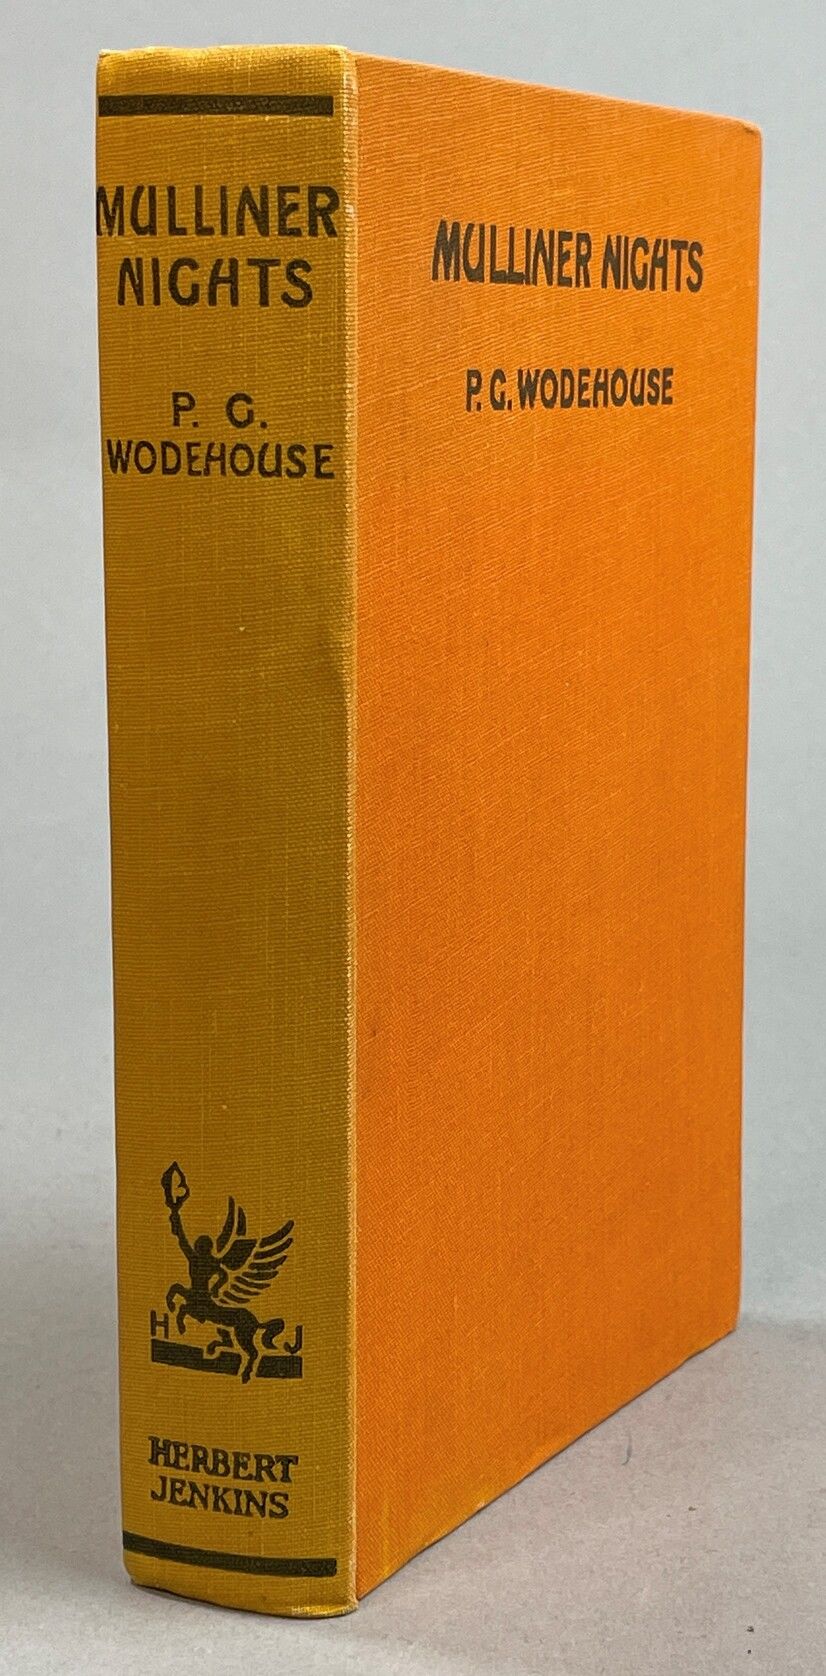 MULLINER
NIGHTS
P. G.
WODEHOUSE
H J
HERBERT
JENKINS
MULLINER NIGHTS
P. G. WODEHOUSE